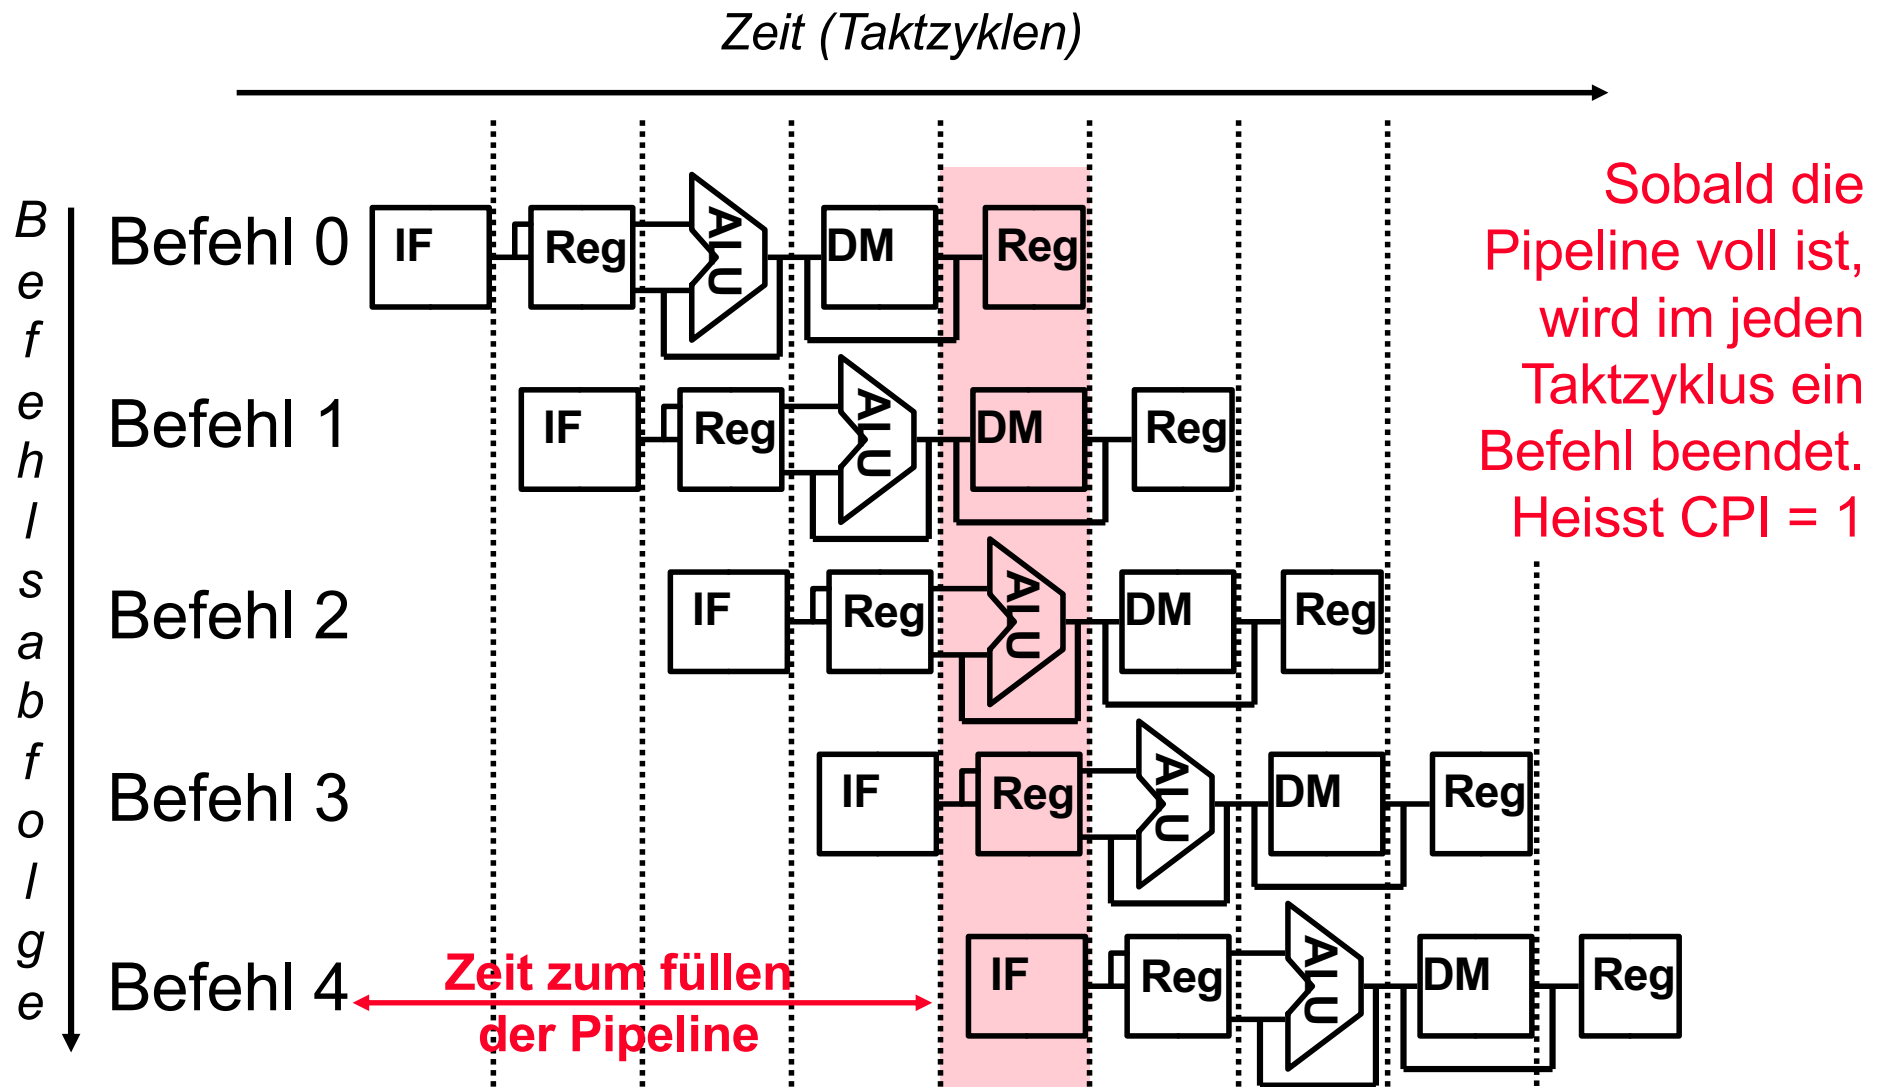 Zeit (Taktzyklen)
Befehlsabfolge
Befehl 0 IF Reg ALU DM Reg
Befehl 1 IF Reg ALU DM Reg
Befehl 2 IF Reg ALU DM Reg
Befehl 3 IF Reg ALU DM Reg
Befehl 4 IF Reg ALU DM Reg
Sobald die
Pipeline voll ist,
wird im jeden
Taktzyklus ein
Befehl beendet.
Heisst CPI = 1
Zeit zum füllen
der Pipeline